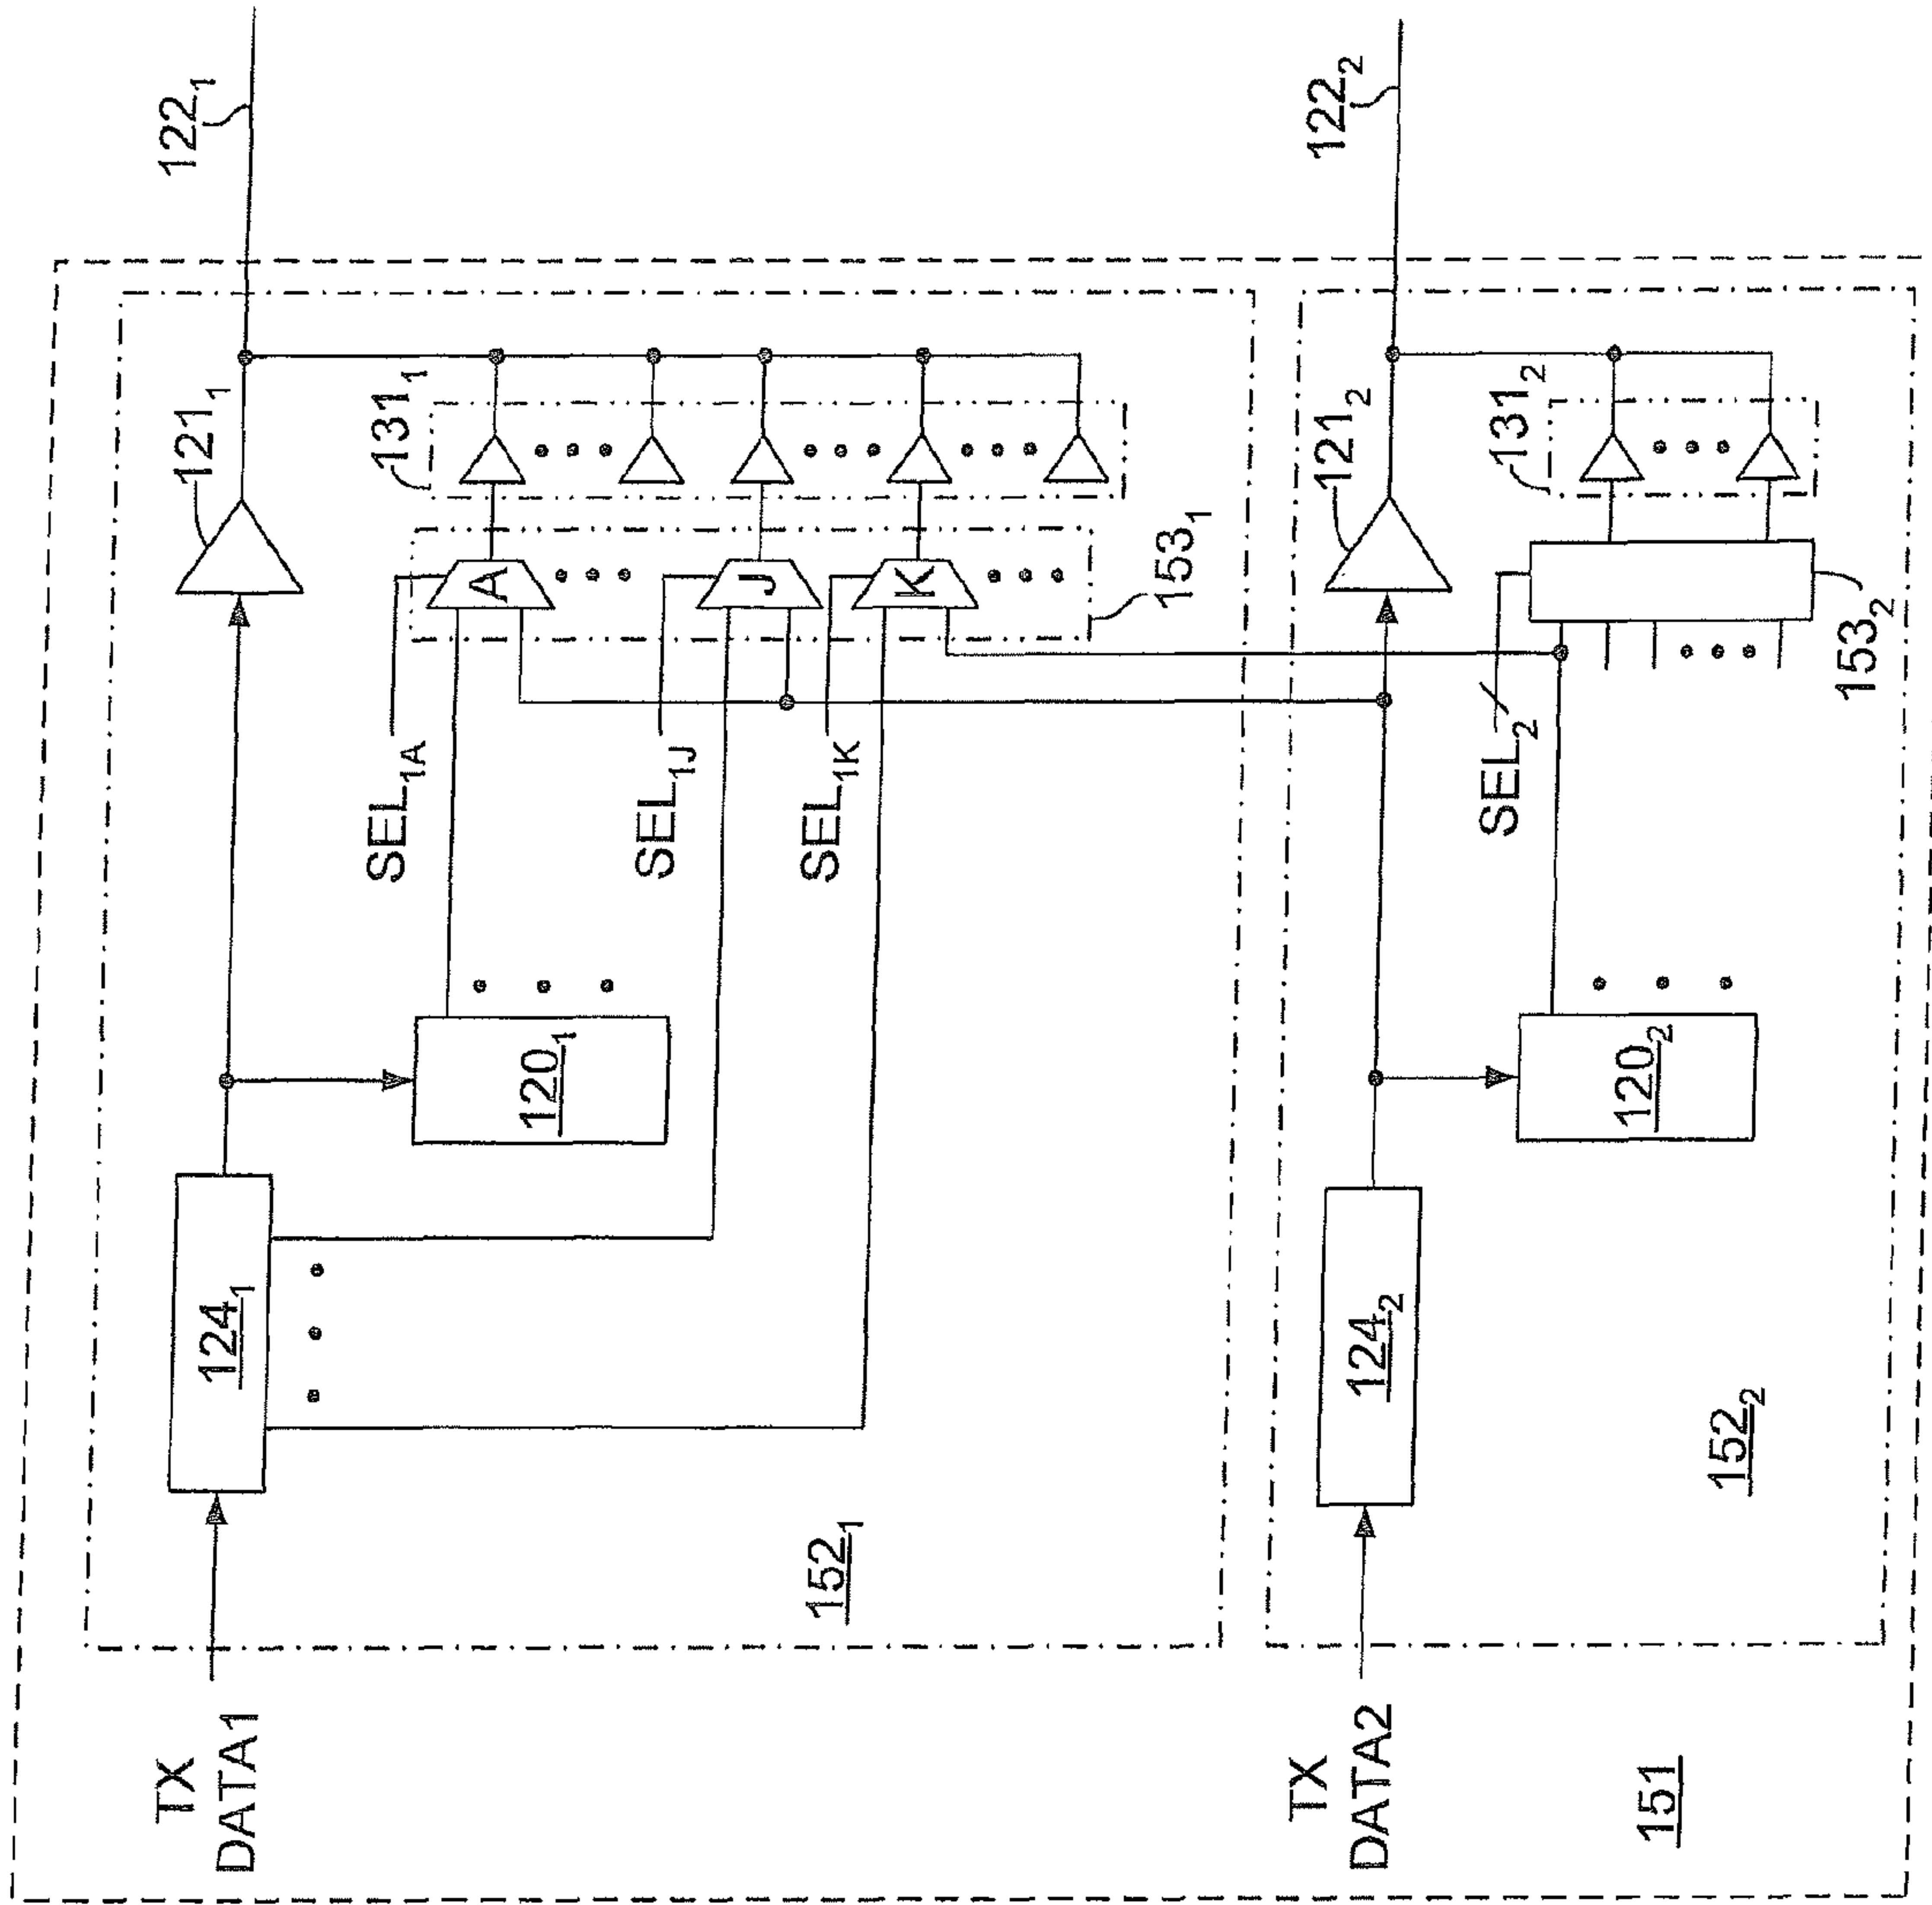 122₁
121₁
131₁
TX
DATA1
124₁
120₁
SEL₁A
SEL₁J
SEL₁K
A
J
K
153₁
152₁
122₂
121₂
131₂
TX
DATA2
124₂
120₂
SEL₂
153₂
152₂
151